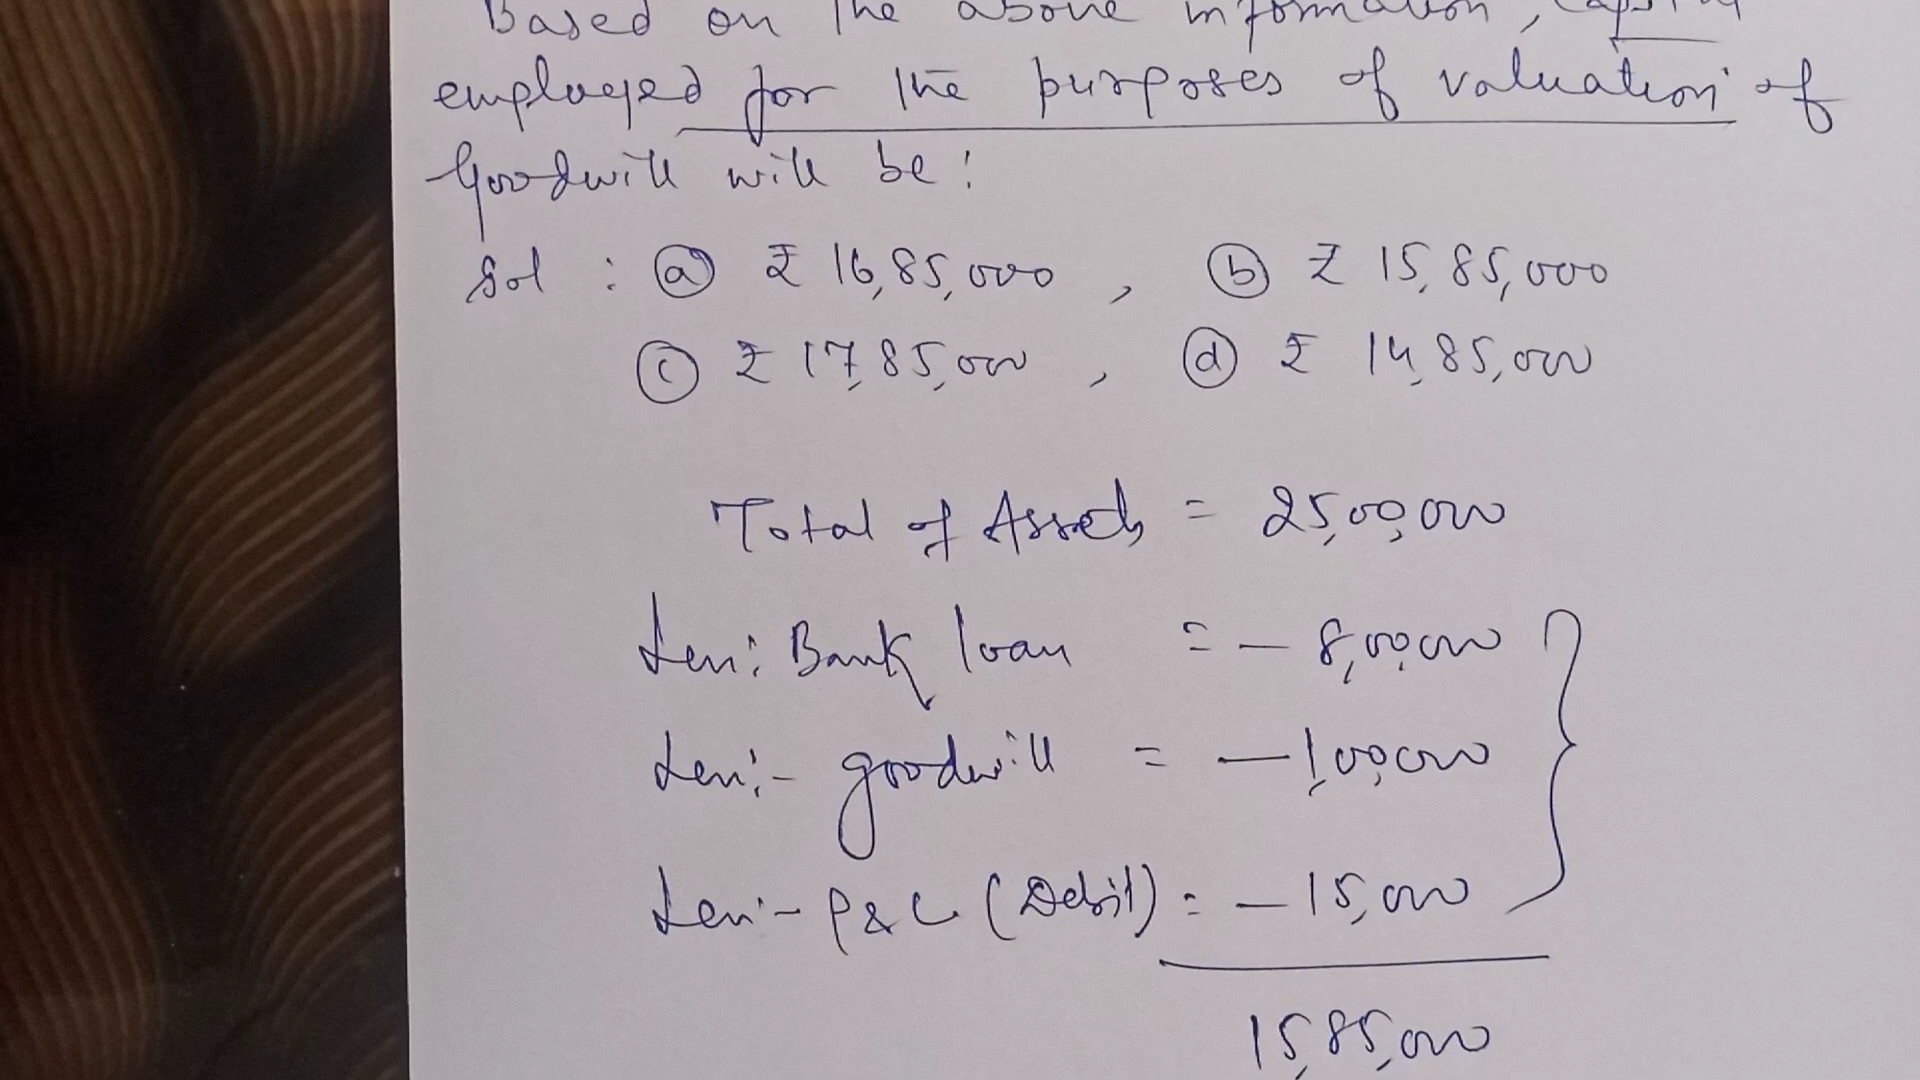 Based on the above information, Capital
employed for the purposes of valuation of
Goodwill will be:
Sol : (a) ₹ 16,85,000 , (b) ₹ 15,85,000
(c) ₹ 17,85,000 , (d) ₹ 14,85,000
Total of Assets = 25,00,000
Less: Bank loan = - 8,00,000
Less:- goodwill = - 1,00,000
Less:- P&L (Debit) = - 15,000
15,85,000